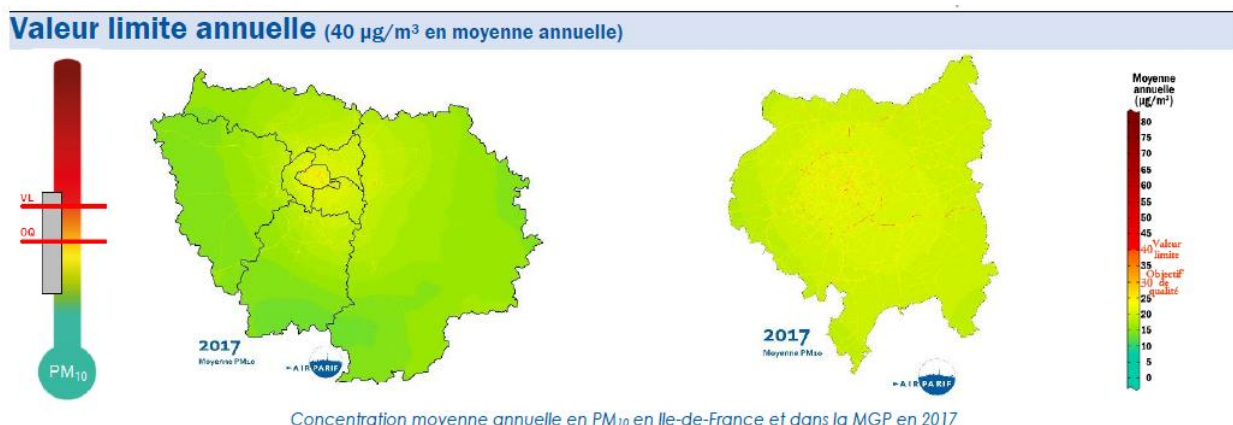 Valeur limite annuelle (40 µg/m³ en moyenne annuelle)
VL
OQ
PM₁₀
2017
Moyenne PM₁₀
AIRPARIF
2017
Moyenne PM₁₀
AIRPARIF
Moyenne
annuelle
(µg/m³)
80
75
70
65
60
55
50
45
40 Valeur
limite
35
Objectif
30 de
qualité
25
20
15
10
5
0
Concentration moyenne annuelle en PM₁₀ en Ile-de-France et dans la MGP en 2017